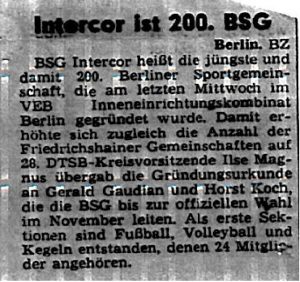 Intercor ist 200. BSG
Berlin. BZ
BSG Intercor heißt die jüngste und
damit 200. Berliner Sportgemein-
schaft, die am letzten Mittwoch im
VEB Inneneinrichtungskombinat
Berlin gegründet wurde. Damit er-
höhte sich zugleich die Anzahl der
Friedrichshainer Gemeinschaften auf
28. DTSB-Kreisvorsitzende Ilse Mag-
nus übergab die Gründungsurkunde
an Gerald Gaudian und Horst Koch,
die die BSG bis zur offiziellen Wahl
im November leiten. Als erste Sek-
tionen sind Fußball, Volleyball und
Kegeln entstanden, denen 24 Mitglie-
der angehören.